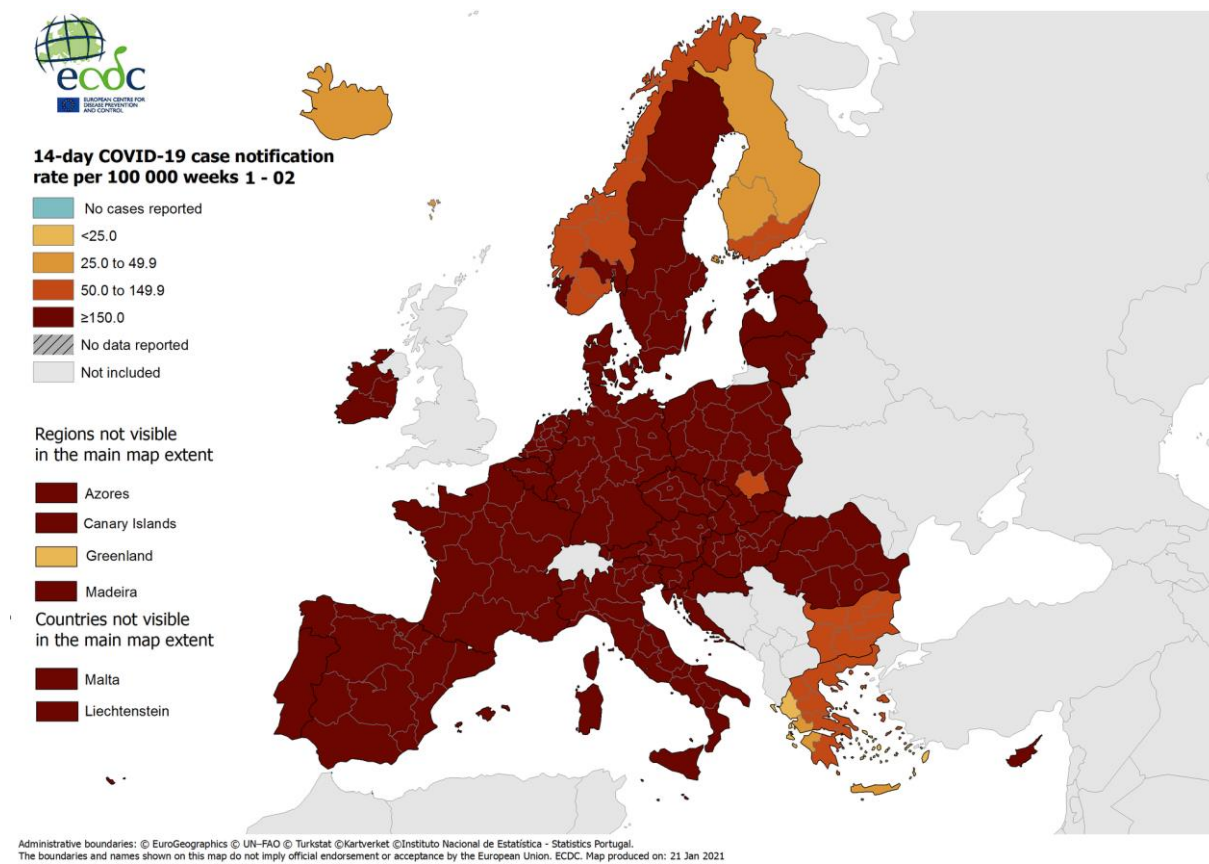 ecdc
EUROPEAN CENTRE FOR
DISEASE PREVENTION
AND CONTROL
14-day COVID-19 case notification
rate per 100 000 weeks 1 - 02
No cases reported
<25.0
25.0 to 49.9
50.0 to 149.9
≥150.0
No data reported
Not included
Regions not visible
in the main map extent
Azores
Canary Islands
Greenland
Madeira
Countries not visible
in the main map extent
Malta
Liechtenstein
Administrative boundaries: © EuroGeographics © UN–FAO © Turkstat ©Kartverket ©Instituto Nacional de Estatística - Statistics Portugal.
The boundaries and names shown on this map do not imply official endorsement or acceptance by the European Union. ECDC. Map produced on: 21 Jan 2021